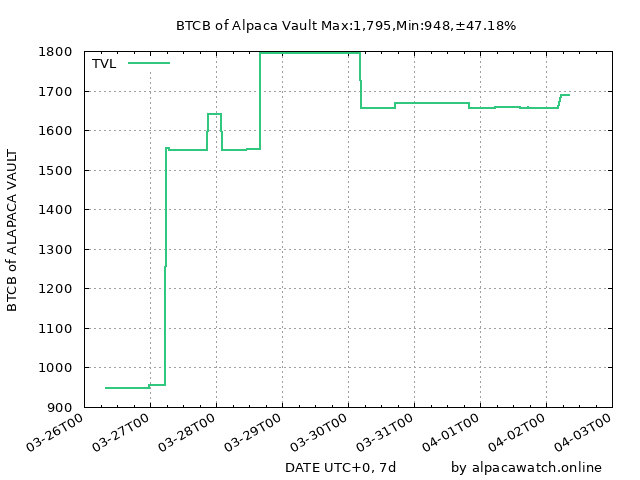 BTCB of Alpaca Vault Max:1,795,Min:948,±47.18%
TVL
1800
1700
1600
1500
1400
1300
1200
1100
1000
900
BTCB of ALAPACA VAULT
03-26T00
03-27T00
03-28T00
03-29T00
03-30T00
03-31T00
04-01T00
04-02T00
04-03T00
DATE UTC+0, 7d
by alpacawatch.online